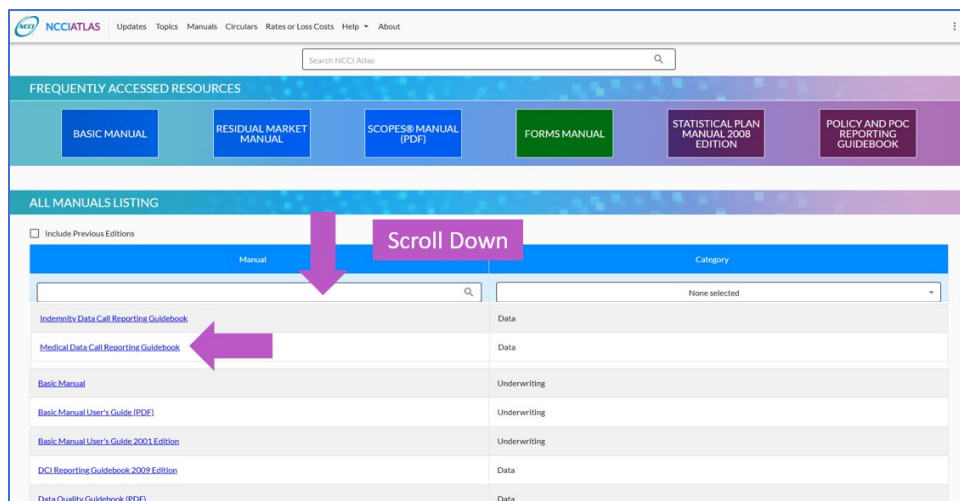 NCCI NCCIATLAS Updates Topics Manuals Circulars Rates or Loss Costs Help About
Search NCCI Atlas
FREQUENTLY ACCESSED RESOURCES
BASIC MANUAL
RESIDUAL MARKET
MANUAL
SCOPES® MANUAL
(PDF)
FORMS MANUAL
STATISTICAL PLAN
MANUAL 2008
EDITION
POLICY AND POC
REPORTING
GUIDEBOOK
ALL MANUALS LISTING
Include Previous Editions
Scroll Down
Manual Category
None selected
Indemnity Data Call Reporting Guidebook Data
Medical Data Call Reporting Guidebook Data
Basic Manual Underwriting
Basic Manual User's Guide (PDF) Underwriting
Basic Manual User's Guide 2001 Edition Underwriting
DCI Reporting Guidebook 2009 Edition Data
Data Quality Guidebook (PDF) Data